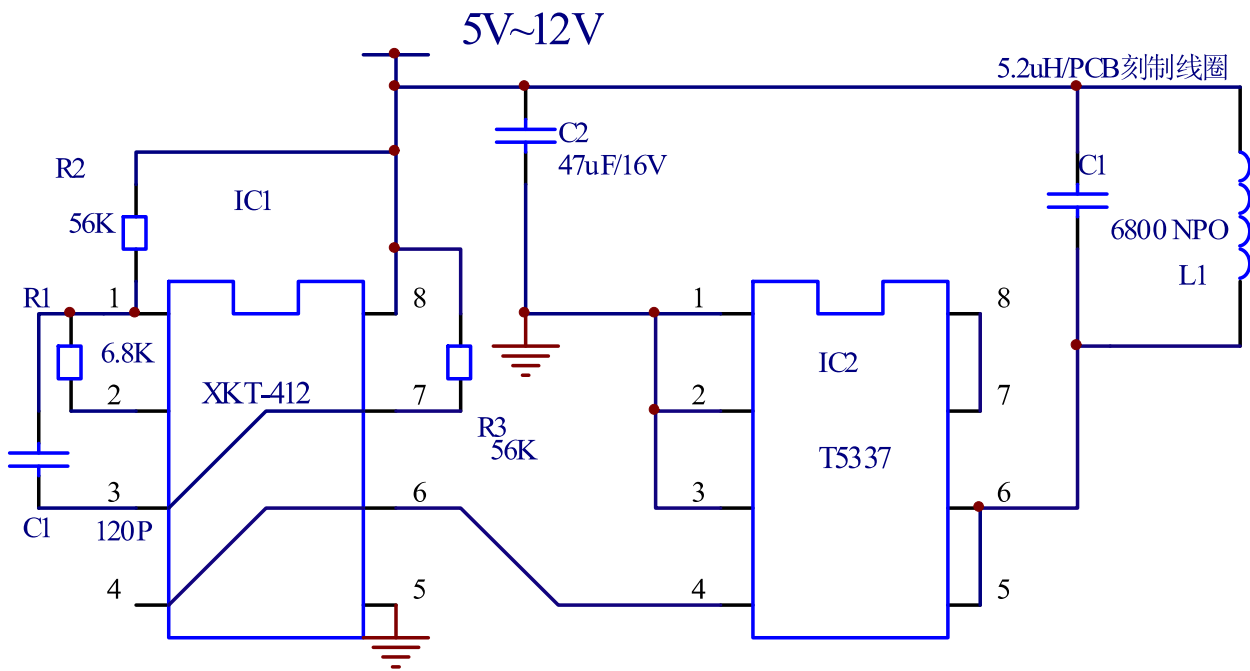 5V~12V
5.2uH/PCB刻制线圈
C2
47uF/16V
R2
56K
IC1
C1
6800 NPO
L1
R1
6.8K
1
8
1
8
IC2
XKT-412
2
7
2
7
R3
56K
T5337
3
6
3
6
C1
120P
4
5
4
5